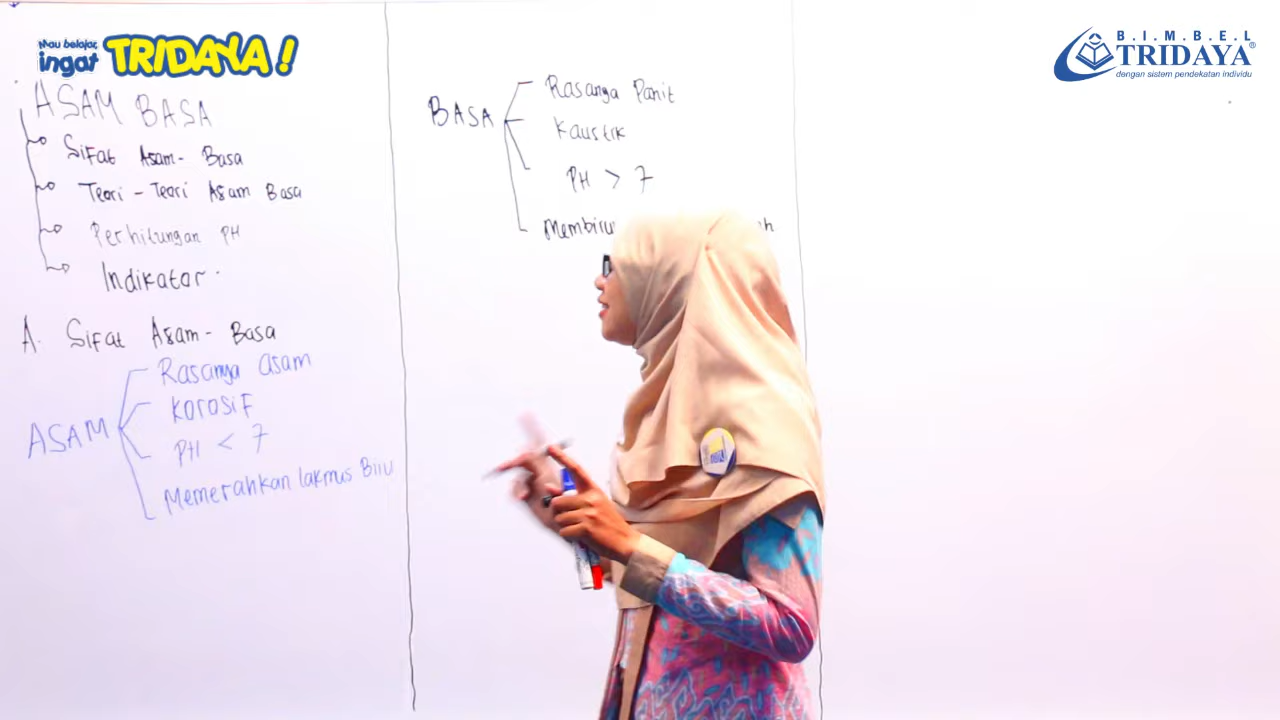 Mau belajar,
ingat TRIDAYA!
B.I.M.B.E.L
TRIDAYA®
dengan sistem pendekatan individu
ASAM BASA
Sifat Asam - Basa
Teori - Teori Asam Basa
Perhitungan PH
Indikator
A. Sifat Asam - Basa
ASAM
Rasanya asam
Korosif
PH < 7
Memerahkan lakmus Biru
BASA
Rasanya Pahit
Kaustik
PH > 7